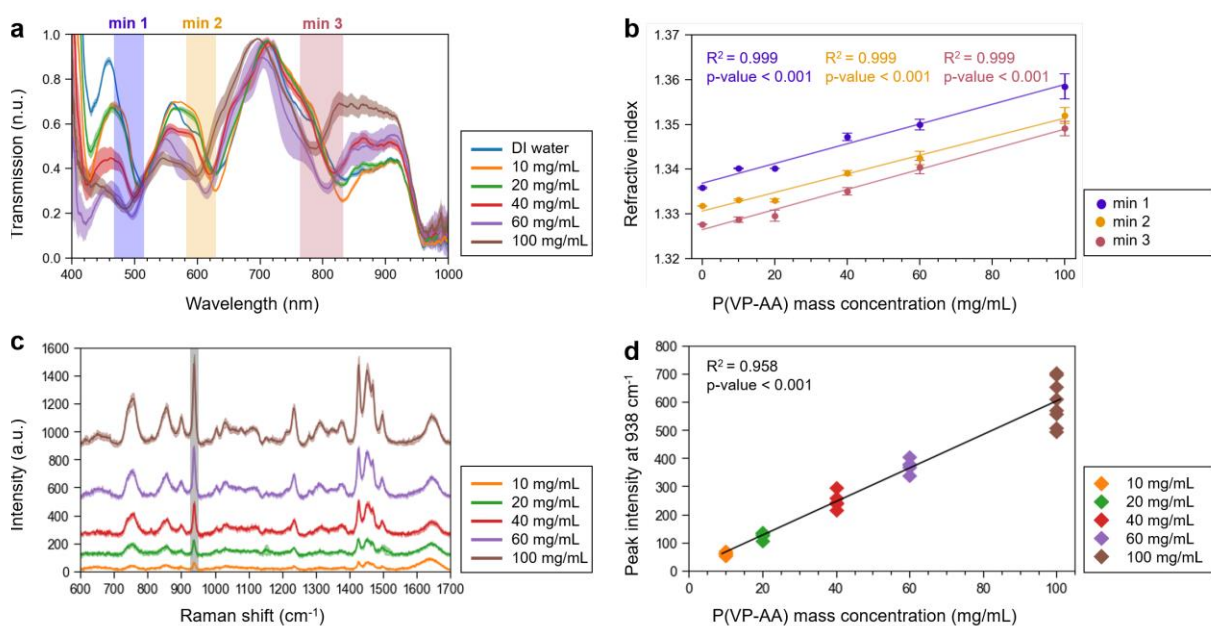 a
min 1 min 2 min 3
1.0
0.8
0.6
0.4
0.2
0.0
400 500 600 700 800 900 1000
Transmission (n.u.)
Wavelength (nm)
DI water
10 mg/mL
20 mg/mL
40 mg/mL
60 mg/mL
100 mg/mL
b
1.37
1.36
1.35
1.34
1.33
1.32
R² = 0.999 R² = 0.999 R² = 0.999
p-value < 0.001 p-value < 0.001 p-value < 0.001
0 20 40 60 80 100
Refractive index
P(VP-AA) mass concentration (mg/mL)
min 1
min 2
min 3
c
1600
1400
1200
1000
800
600
400
200
0
600 700 800 900 1000 1100 1200 1300 1400 1500 1600 1700
Intensity (a.u.)
Raman shift (cm⁻¹)
10 mg/mL
20 mg/mL
40 mg/mL
60 mg/mL
100 mg/mL
d
800
700
600
500
400
300
200
100
0
R² = 0.958
p-value < 0.001
0 20 40 60 80 100
Peak intensity at 938 cm⁻¹
P(VP-AA) mass concentration (mg/mL)
10 mg/mL
20 mg/mL
40 mg/mL
60 mg/mL
100 mg/mL